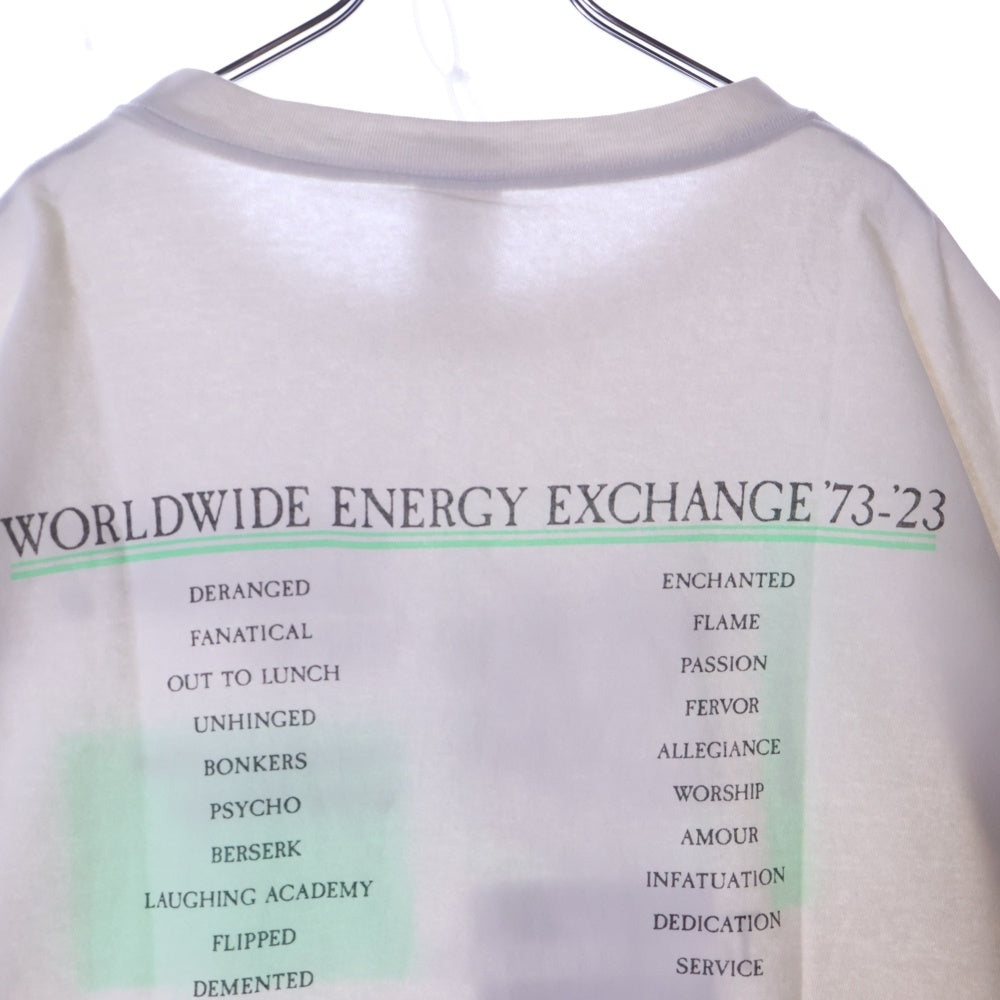 WORLDWIDE ENERGY EXCHANGE '73-'23
DERANGED
FANATICAL
OUT TO LUNCH
UNHINGED
BONKERS
PSYCHO
BERSERK
LAUGHING ACADEMY
FLIPPED
DEMENTED
ENCHANTED
FLAME
PASSION
FERVOR
ALLEGIANCE
WORSHIP
AMOUR
INFATUATION
DEDICATION
SERVICE